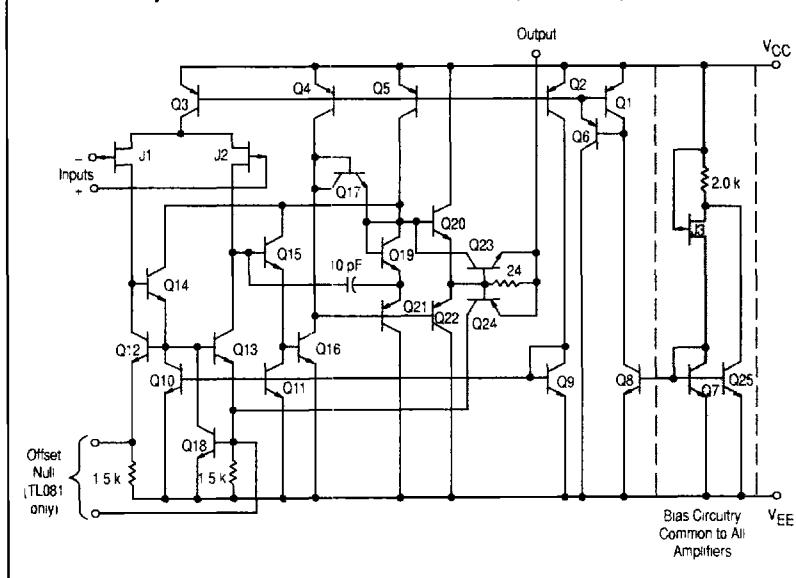 Output
VCC
Q3
Q4
Q5
Q2
Q1
Q6
−
J1
J2
Inputs
+
2.0 k
Q17
Q20
J3
Q15
Q19
Q23
10 pF
24
Q14
Q21
Q22
Q24
Q12
Q13
Q16
Q10
Q11
Q9
Q8
Q7
Q25
Q18
Offset
Null
(TL081
only)
1.5 k
1.5 k
Bias Circuitry
Common to All
Amplifiers
VEE